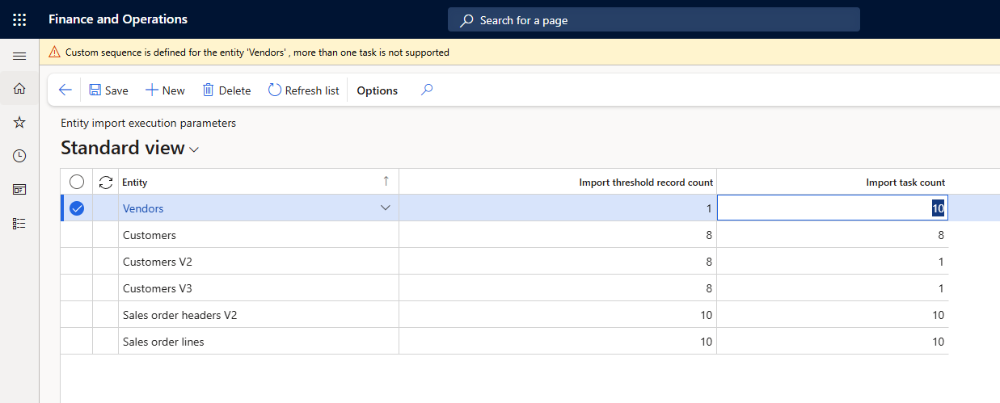 Finance and Operations
Search for a page
Custom sequence is defined for the entity 'Vendors' , more than one task is not supported
Save New Delete Refresh list Options
Entity import execution parameters
Standard view
Entity Import threshold record count Import task count
Vendors 1 10
Customers 8 8
Customers V2 8 1
Customers V3 8 1
Sales order headers V2 10 10
Sales order lines 10 10